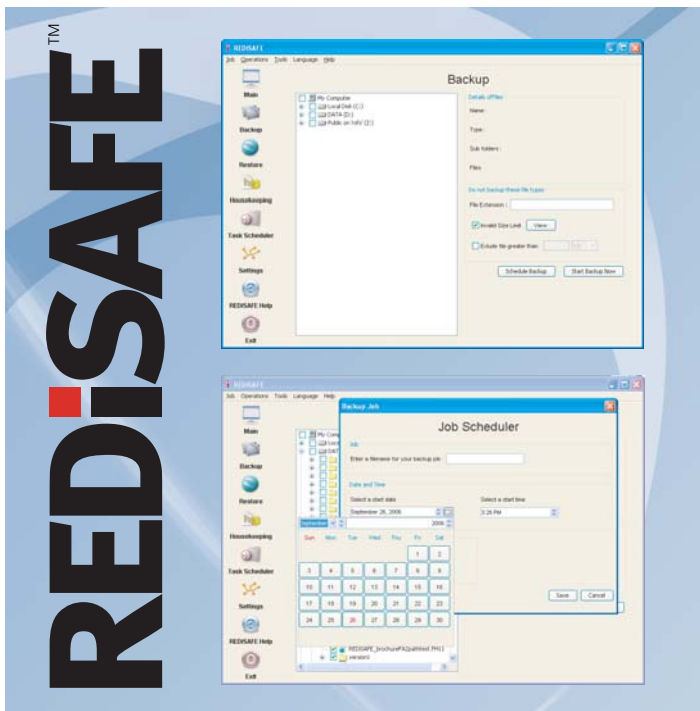 REDiSAFE™
REDISAFE
Job Operations Tools Language Help
Main
Backup
Restore
Housekeeping
Task Scheduler
Settings
REDISAFE Help
Exit
My Computer
Local Disk (C:)
DATA (D:)
Backup
Details of Files
Name :
Type :
Sub folders :
Files
Do not backup these file types
File Extension :
Invalid Size Limit View
Exlude file greater than
Schedule Backup Start Backup Now
REDISAFE
Job Operations Tools Language Help
Main
Backup
Restore
Housekeeping
Task Scheduler
Settings
REDISAFE Help
Exit
My Comp
Loca
DAT
Backup Job
Job Scheduler
Job
Enter a filename for your backup job
Date and Time
Select a start date
Select a start time
September 26, 2006
3:26 PM
September 2006
Sun Mon Tue Wed Thu Fri Sat
1 2
3 4 5 6 7 8 9
10 11 12 13 14 15 16
17 18 19 20 21 22 23
24 25 26 27 28 29 30
Save Cancel
version1